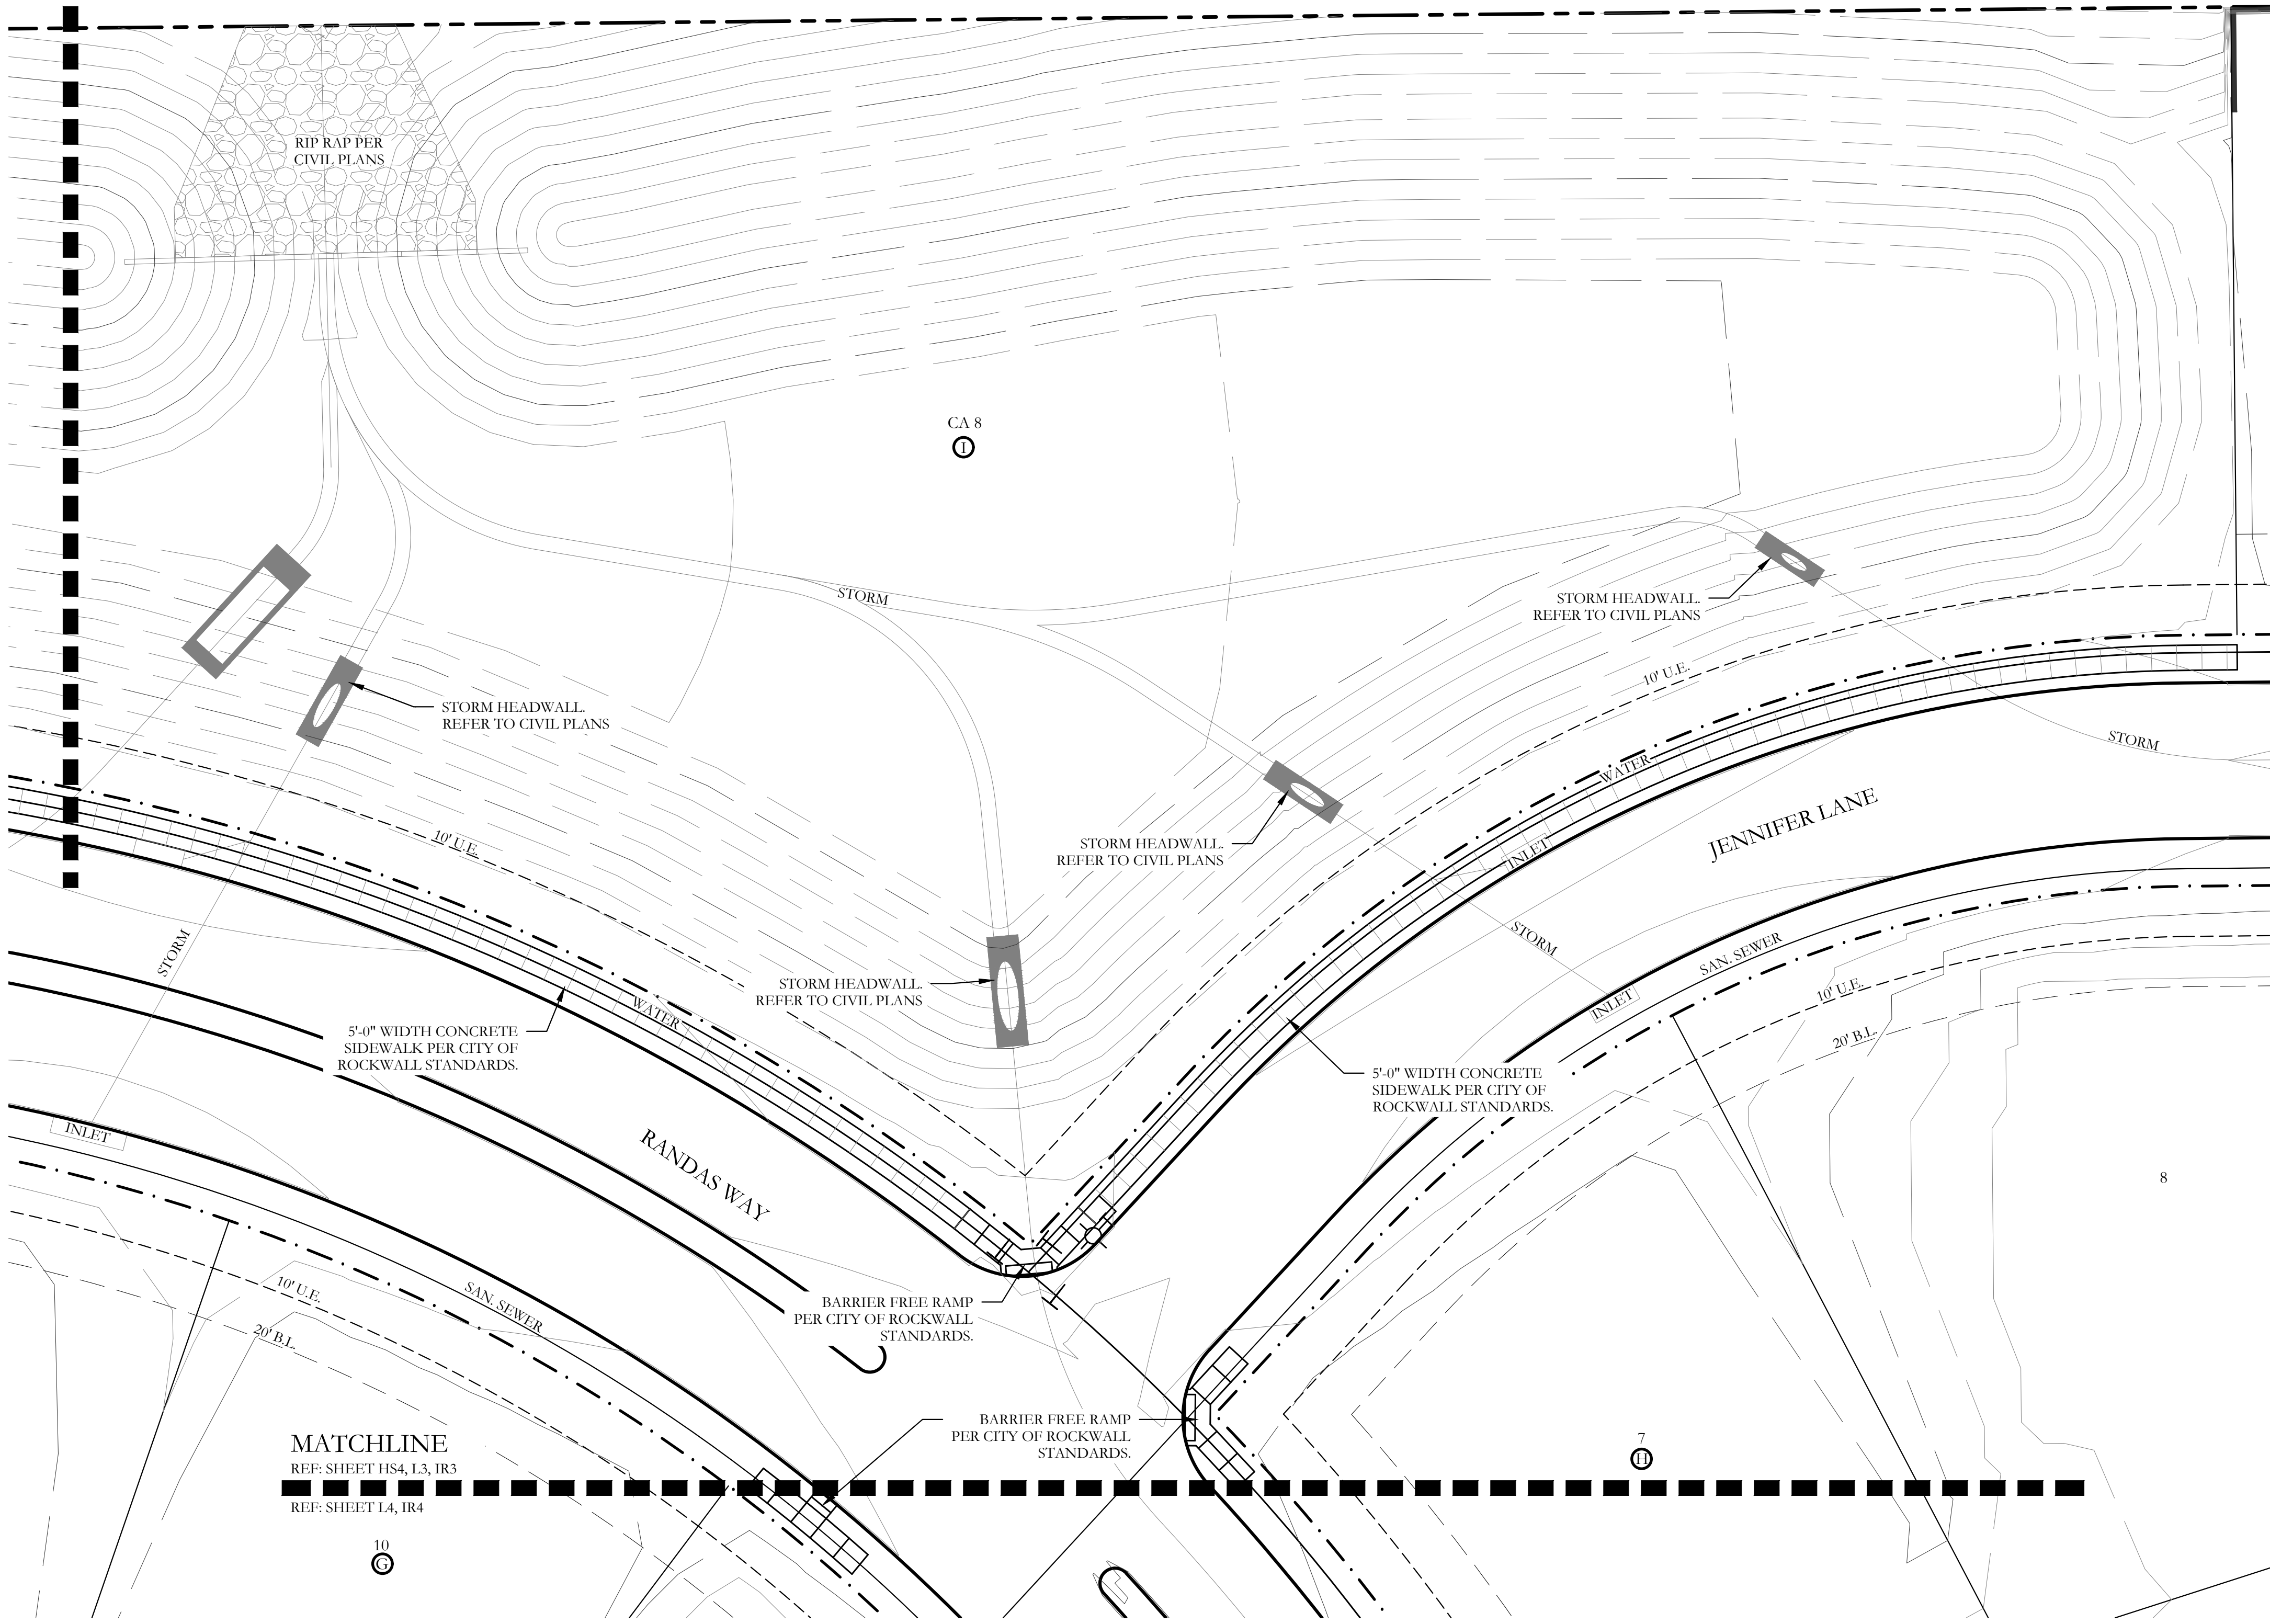 RIP RAP PER
CIVIL PLANS
CA 8
I
STORM
STORM HEADWALL.
REFER TO CIVIL PLANS
10' U.E.
STORM HEADWALL.
REFER TO CIVIL PLANS
STORM
WATER
JENNIFER LANE
10' U.E.
STORM HEADWALL.
REFER TO CIVIL PLANS
INLET
STORM
STORM
SAN. SEWER
STORM HEADWALL.
REFER TO CIVIL PLANS
10' U.E.
INLET
WATER
20' B.L.
5'-0" WIDTH CONCRETE
SIDEWALK PER CITY OF
ROCKWALL STANDARDS.
5'-0" WIDTH CONCRETE
SIDEWALK PER CITY OF
ROCKWALL STANDARDS.
INLET
RANDAS WAY
8
10' U.E.
SAN. SEWER
20' B.L.
BARRIER FREE RAMP
PER CITY OF ROCKWALL
STANDARDS.
BARRIER FREE RAMP
PER CITY OF ROCKWALL
STANDARDS.
MATCHLINE
REF: SHEET HS4, L3, IR3
REF: SHEET L4, IR4
7
H
10
G